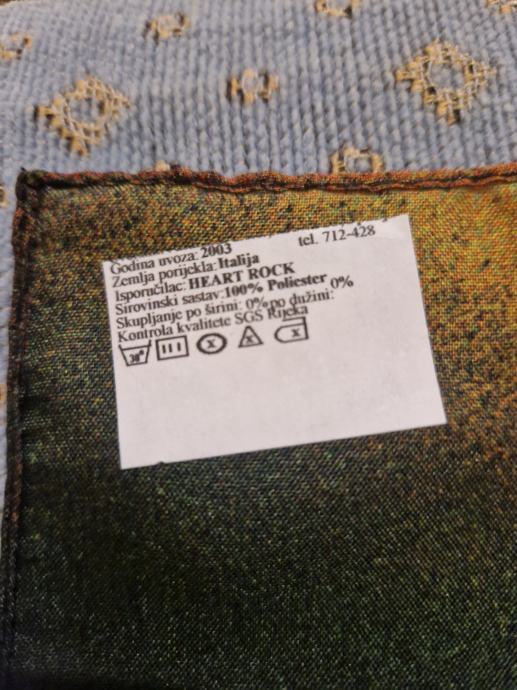 tel. 712-428
Godina uvoza: 2003
Zemlja porijekla: Italija
Isporučilac: HEART ROCK
Sirovinski sastav: 100% Poliester
Skupljanje po širini: 0% po dužini: 0%
Kontrola kvalitete SGS Rijeka
30°
X X X